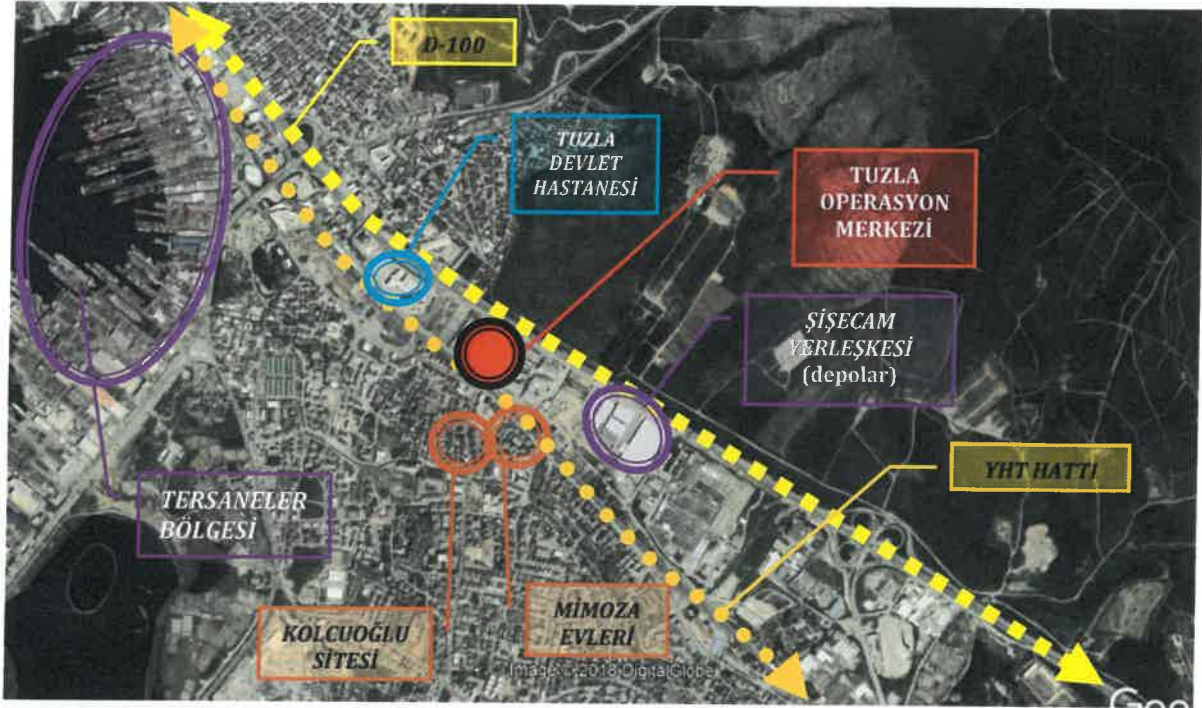 D-100
TUZLA
DEVLET
HASTANESİ
TUZLA
OPERASYON
MERKEZİ
ŞİŞECAM
YERLEŞKESİ
(depolar)
YHT HATTI
TERSANELER
BÖLGESİ
KOLCUOĞLU
SİTESİ
MİMOZA
EVLERİ
Image © 2018 DigitalGlobe
Goo